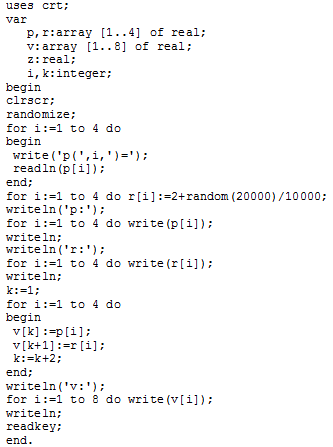 uses crt;
var
   p,r:array [1..4] of real;
   v:array [1..8] of real;
   z:real;
   i,k:integer;
begin
clrscr;
randomize;
for i:=1 to 4 do
begin
 write('p(',i,')=');
 readln(p[i]);
end;
for i:=1 to 4 do r[i]:=2+random(20000)/10000;
writeln('p:');
for i:=1 to 4 do write(p[i]);
writeln;
writeln('r:');
for i:=1 to 4 do write(r[i]);
writeln;
k:=1;
for i:=1 to 4 do
begin
 v[k]:=p[i];
 v[k+1]:=r[i];
 k:=k+2;
end;
writeln('v:');
for i:=1 to 8 do write(v[i]);
writeln;
readkey;
end.